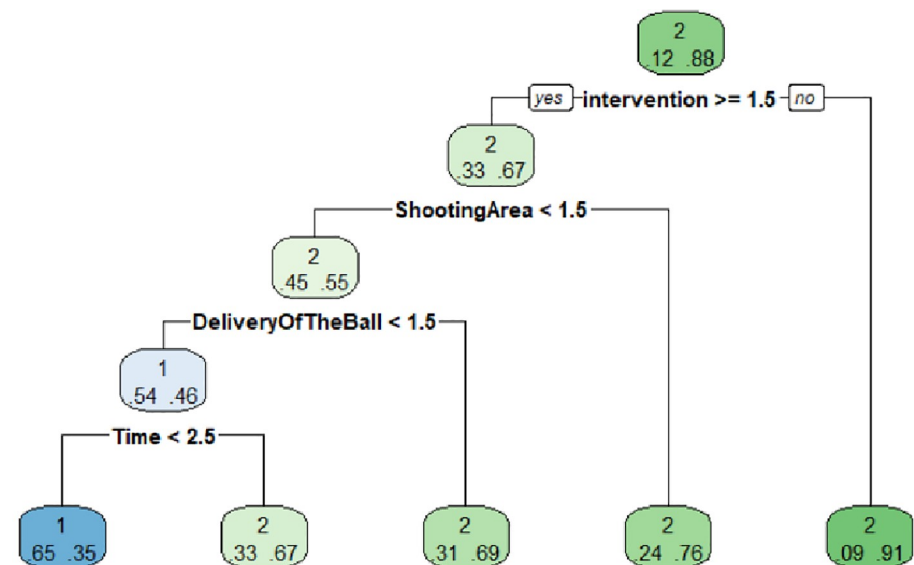 2
.12 .88
yes intervention >= 1.5 no
2
.33 .67
ShootingArea < 1.5
2
.45 .55
DeliveryOfTheBall < 1.5
1
.54 .46
Time < 2.5
1 2 2 2 2
.65 .35 .33 .67 .31 .69 .24 .76 .09 .91